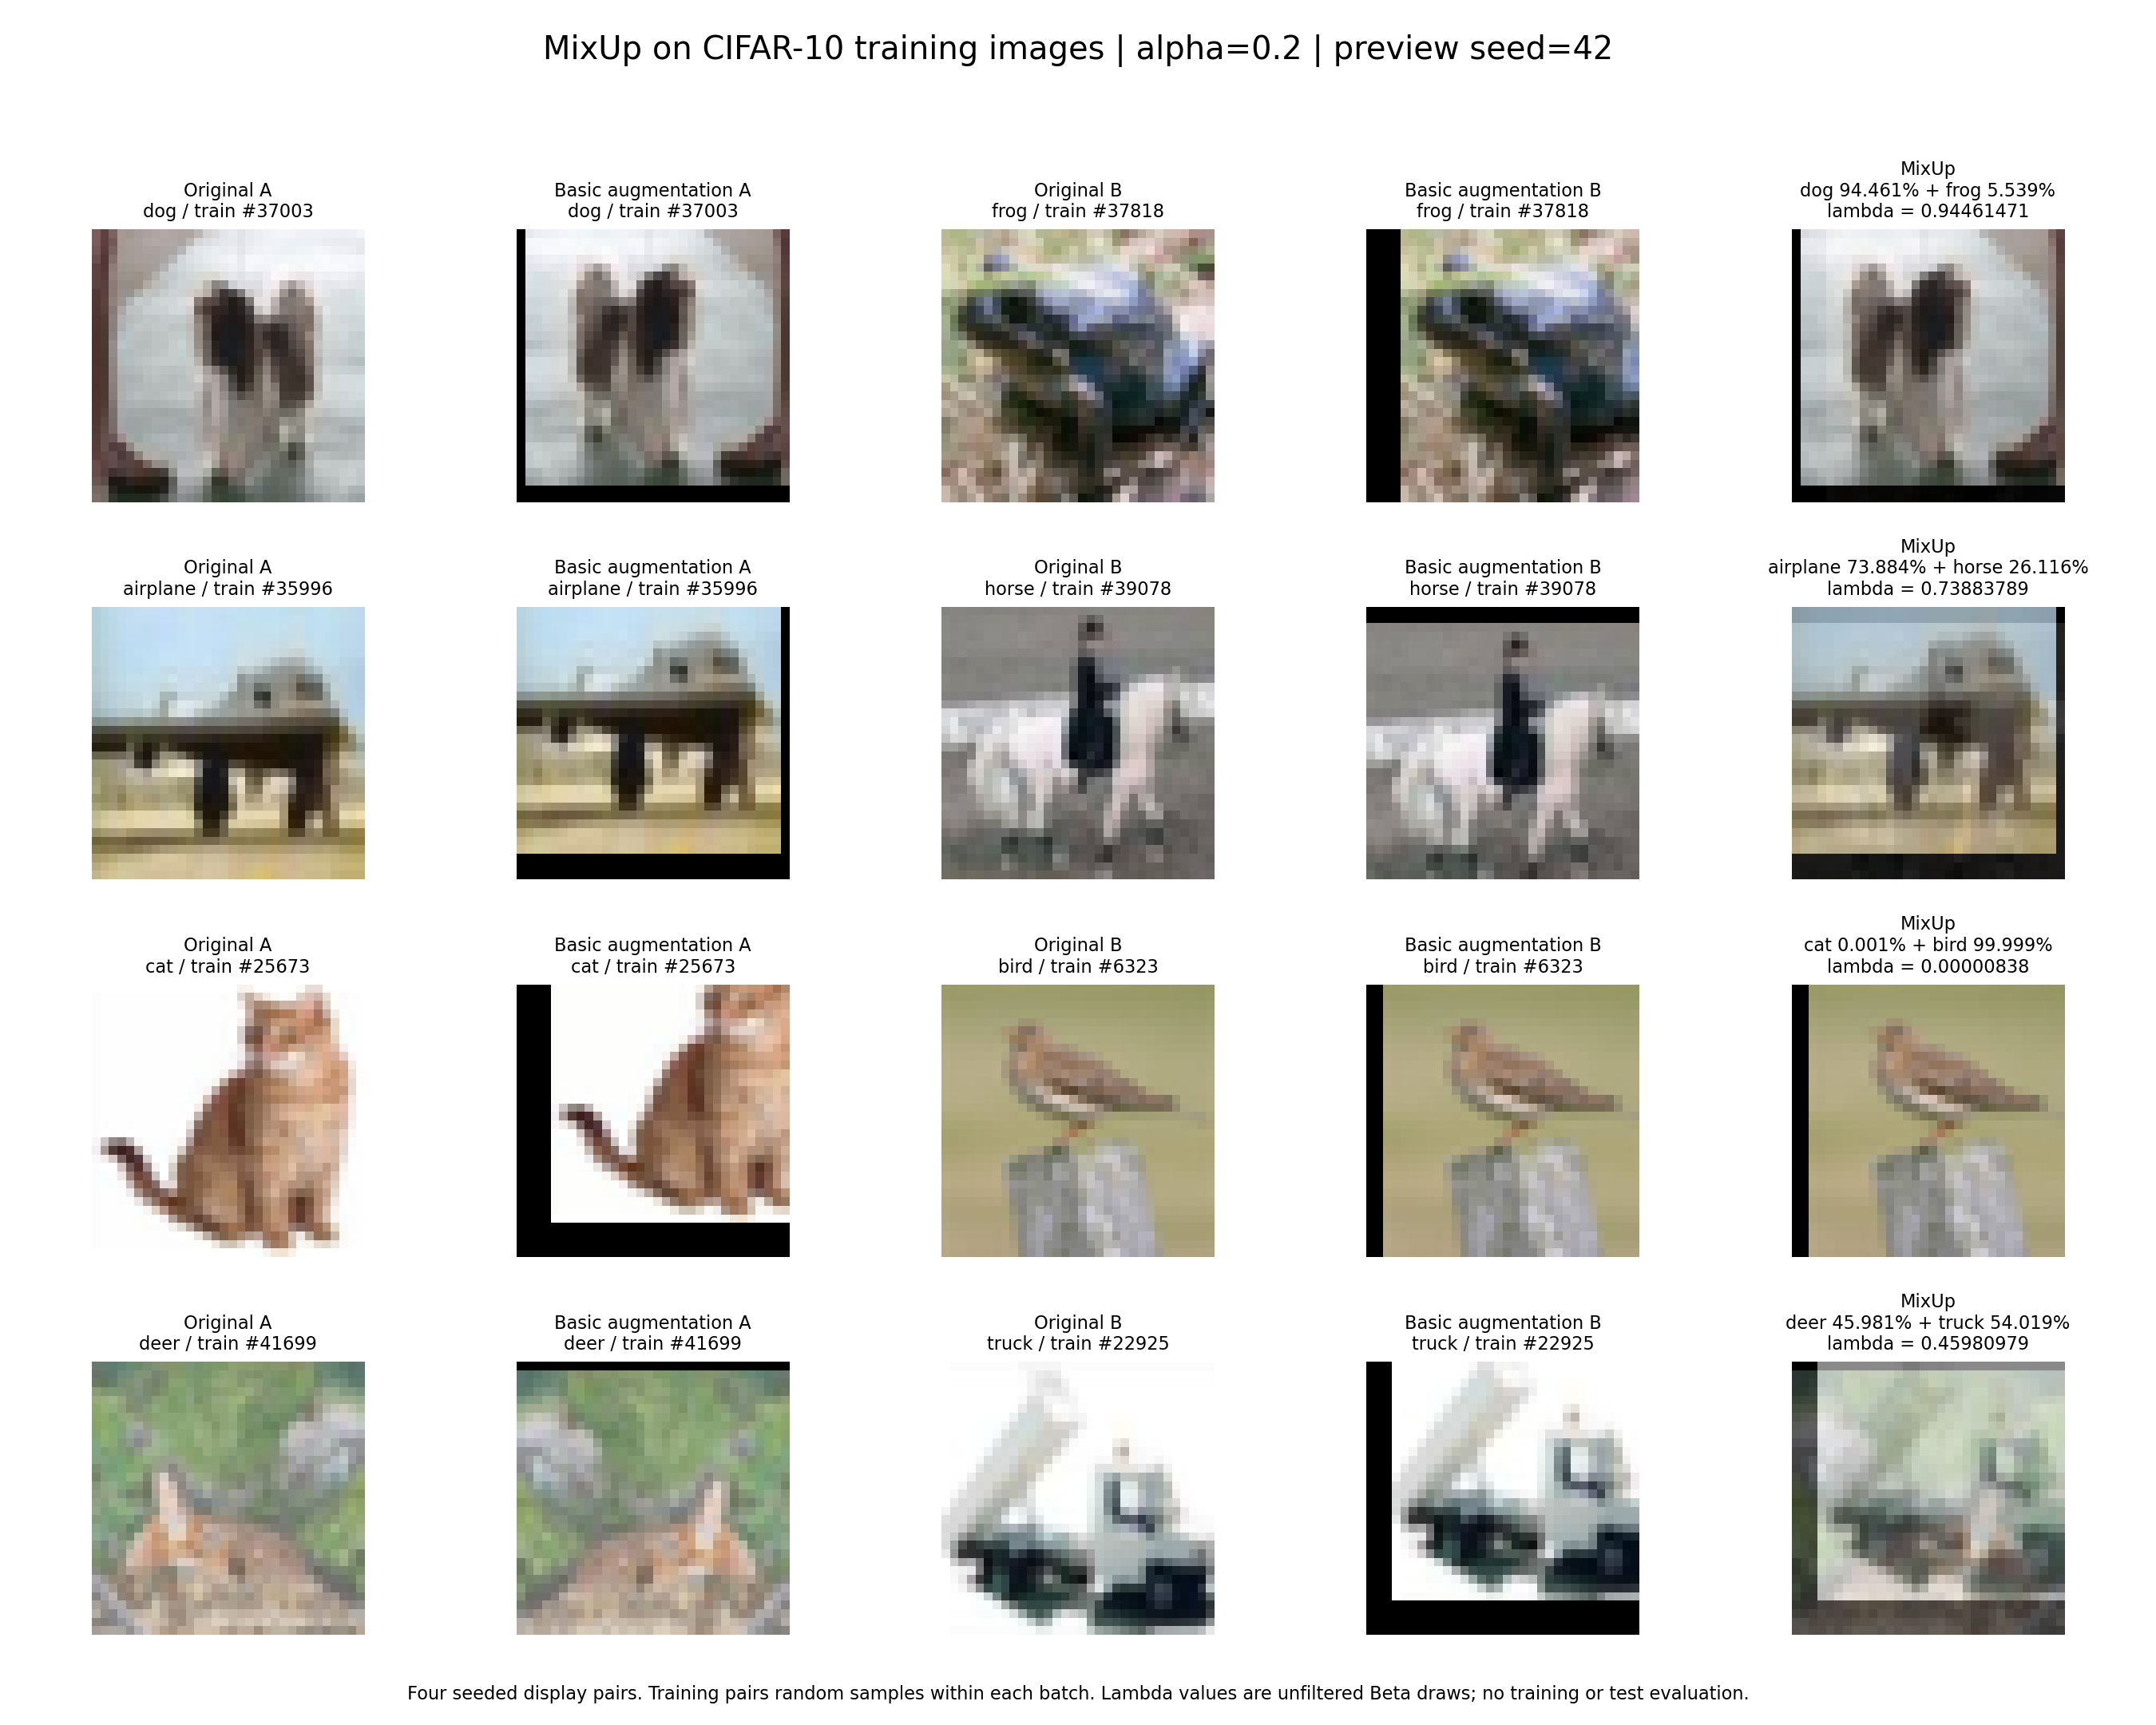 MixUp on CIFAR-10 training images | alpha=0.2 | preview seed=42
Original A
dog / train #37003
Basic augmentation A
dog / train #37003
Original B
frog / train #37818
Basic augmentation B
frog / train #37818
MixUp
dog 94.461% + frog 5.539%
lambda = 0.94461471
Original A
airplane / train #35996
Basic augmentation A
airplane / train #35996
Original B
horse / train #39078
Basic augmentation B
horse / train #39078
MixUp
airplane 73.884% + horse 26.116%
lambda = 0.73883789
Original A
cat / train #25673
Basic augmentation A
cat / train #25673
Original B
bird / train #6323
Basic augmentation B
bird / train #6323
MixUp
cat 0.001% + bird 99.999%
lambda = 0.00000838
Original A
deer / train #41699
Basic augmentation A
deer / train #41699
Original B
truck / train #22925
Basic augmentation B
truck / train #22925
MixUp
deer 45.981% + truck 54.019%
lambda = 0.45980979
Four seeded display pairs. Training pairs random samples within each batch. Lambda values are unfiltered Beta draws; no training or test evaluation.